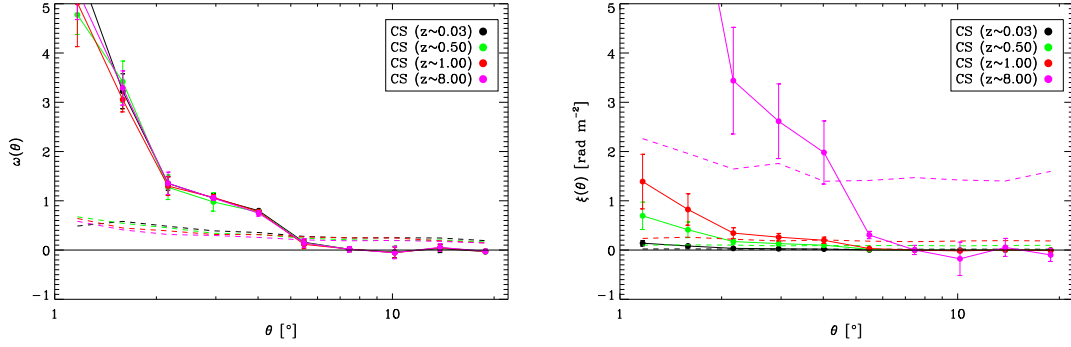 CS (z~0.03)
CS (z~0.50)
CS (z~1.00)
CS (z~8.00)
5
4
3
2
1
0
-1
ω(θ)
1
10
θ [°]
CS (z~0.03)
CS (z~0.50)
CS (z~1.00)
CS (z~8.00)
5
4
3
2
1
0
-1
ξ(θ) [rad m⁻²]
1
10
θ [°]